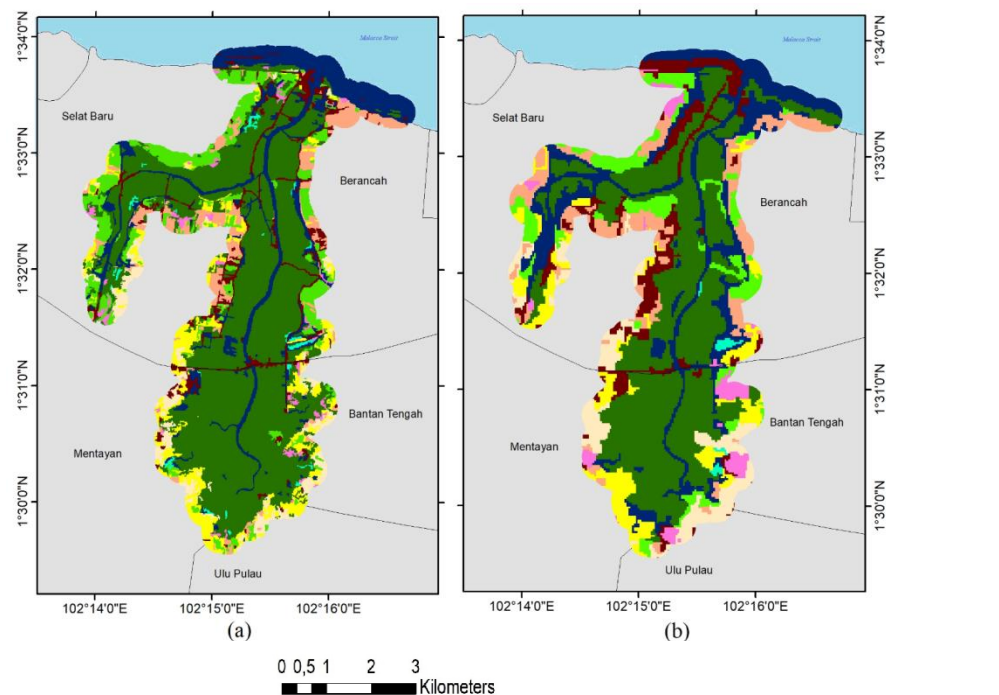 Malacca Strait
Selat Baru
Berancah
Bantan Tengah
Mentayan
Ulu Pulau
1°34'0"N
1°33'0"N
1°32'0"N
1°31'0"N
1°30'0"N
102°14'0"E 102°15'0"E 102°16'0"E
(a)
Malacca Strait
Selat Baru
Berancah
Bantan Tengah
Mentayan
Ulu Pulau
1°34'0"N
1°33'0"N
1°32'0"N
1°31'0"N
1°30'0"N
102°14'0"E 102°15'0"E 102°16'0"E
(b)
0 0,5 1 2 3
Kilometers